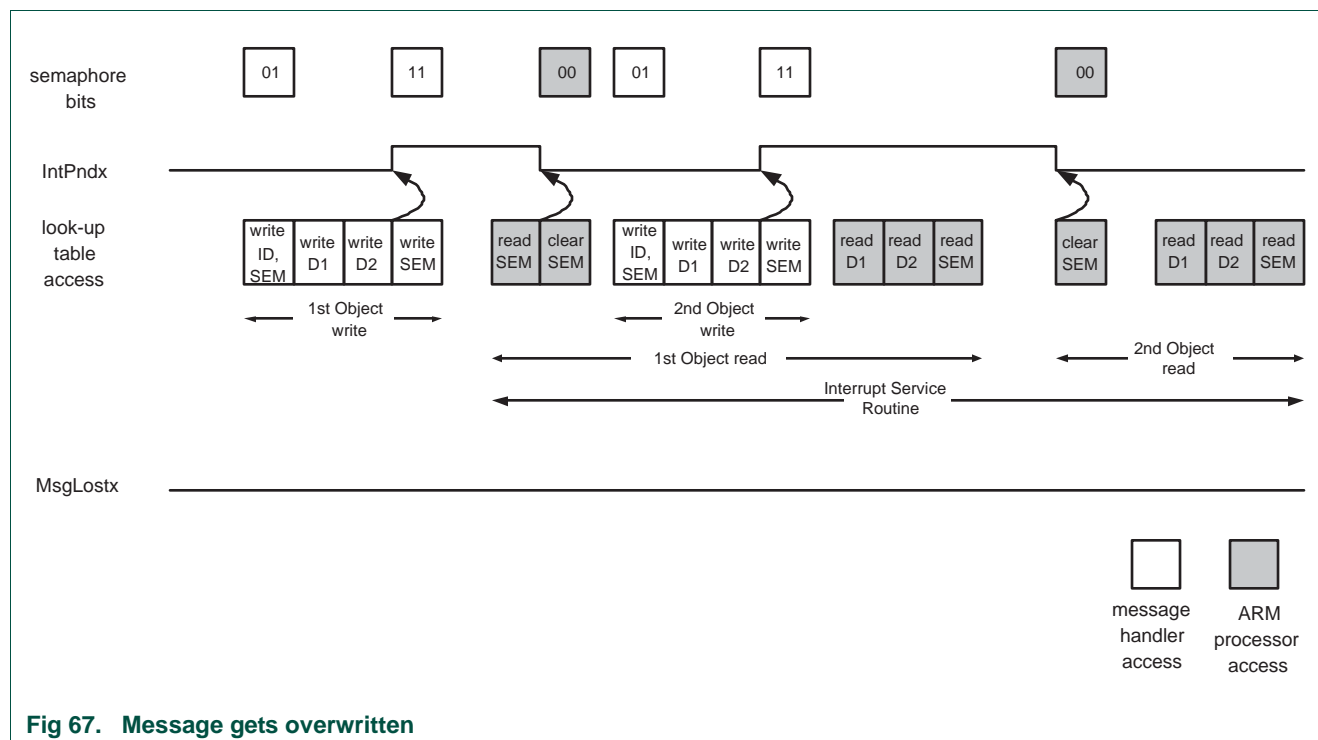 semaphore
bits
01
11
00
01
11
00
IntPndx
look-up
table
access
write
ID,
SEM
write
D1
write
D2
write
SEM
read
SEM
clear
SEM
write
ID,
SEM
write
D1
write
D2
write
SEM
read
D1
read
D2
read
SEM
clear
SEM
read
D1
read
D2
read
SEM
1st Object
write
2nd Object
write
1st Object read
2nd Object
read
Interrupt Service
Routine
MsgLostx
message
handler
access
ARM
processor
access
Fig 67. Message gets overwritten